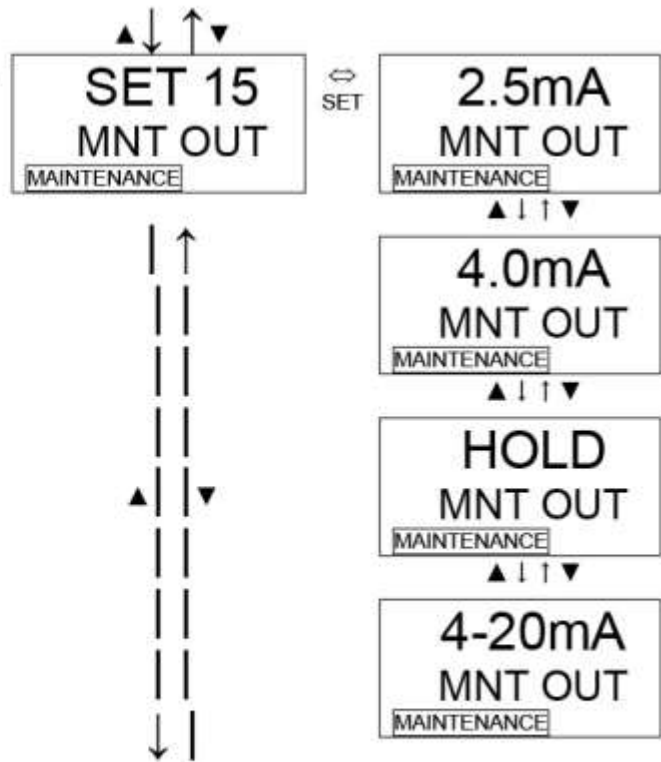 ▲↓ ↑▼
SET 15
MNT OUT
MAINTENANCE
⇔
SET
2.5mA
MNT OUT
MAINTENANCE
▲↓↑▼
4.0mA
MNT OUT
MAINTENANCE
▲↓↑▼
HOLD
MNT OUT
MAINTENANCE
▲↓↑▼
4-20mA
MNT OUT
MAINTENANCE
▲ ▼